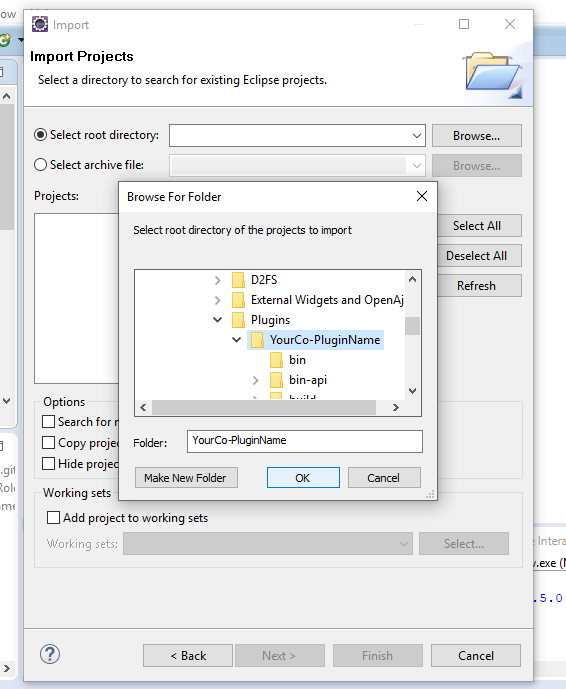 ow
Import
Import Projects
Select a directory to search for existing Eclipse projects.
Select root directory:
Browse...
Select archive file:
Browse...
Projects:
Browse For Folder
Select root directory of the projects to import
Select All
Deselect All
Refresh
D2FS
External Widgets and OpenAj
Plugins
YourCo-PluginName
bin
bin-api
build
Options
Search for n
Copy projec
Hide projec
Folder:
YourCo-PluginName
Make New Folder
OK
Cancel
Working sets
Add project to working sets
Working sets:
Select...
.git
Role
ame
e Intera
v.exe (N
.5.0
?
< Back
Next >
Finish
Cancel